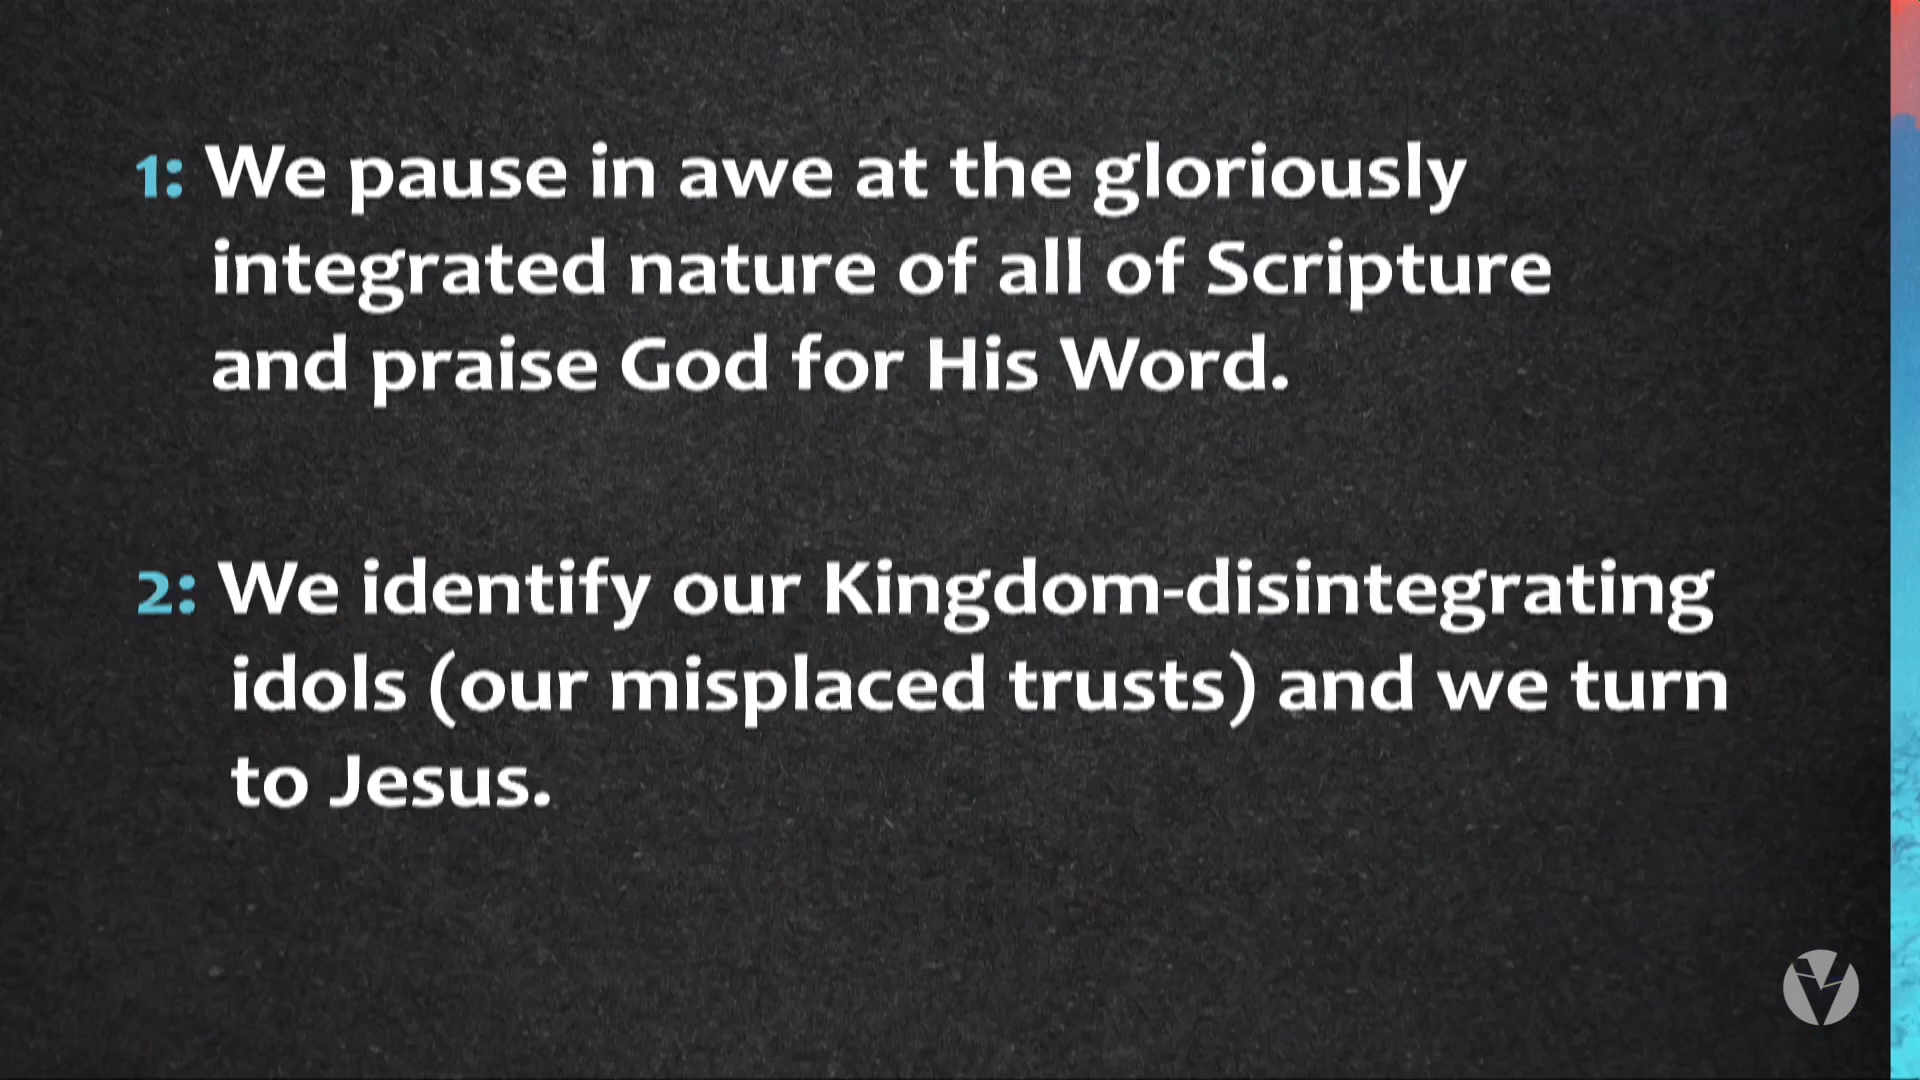 1: We pause in awe at the gloriously
integrated nature of all of Scripture
and praise God for His Word.
2: We identify our Kingdom-disintegrating
idols (our misplaced trusts) and we turn
to Jesus.